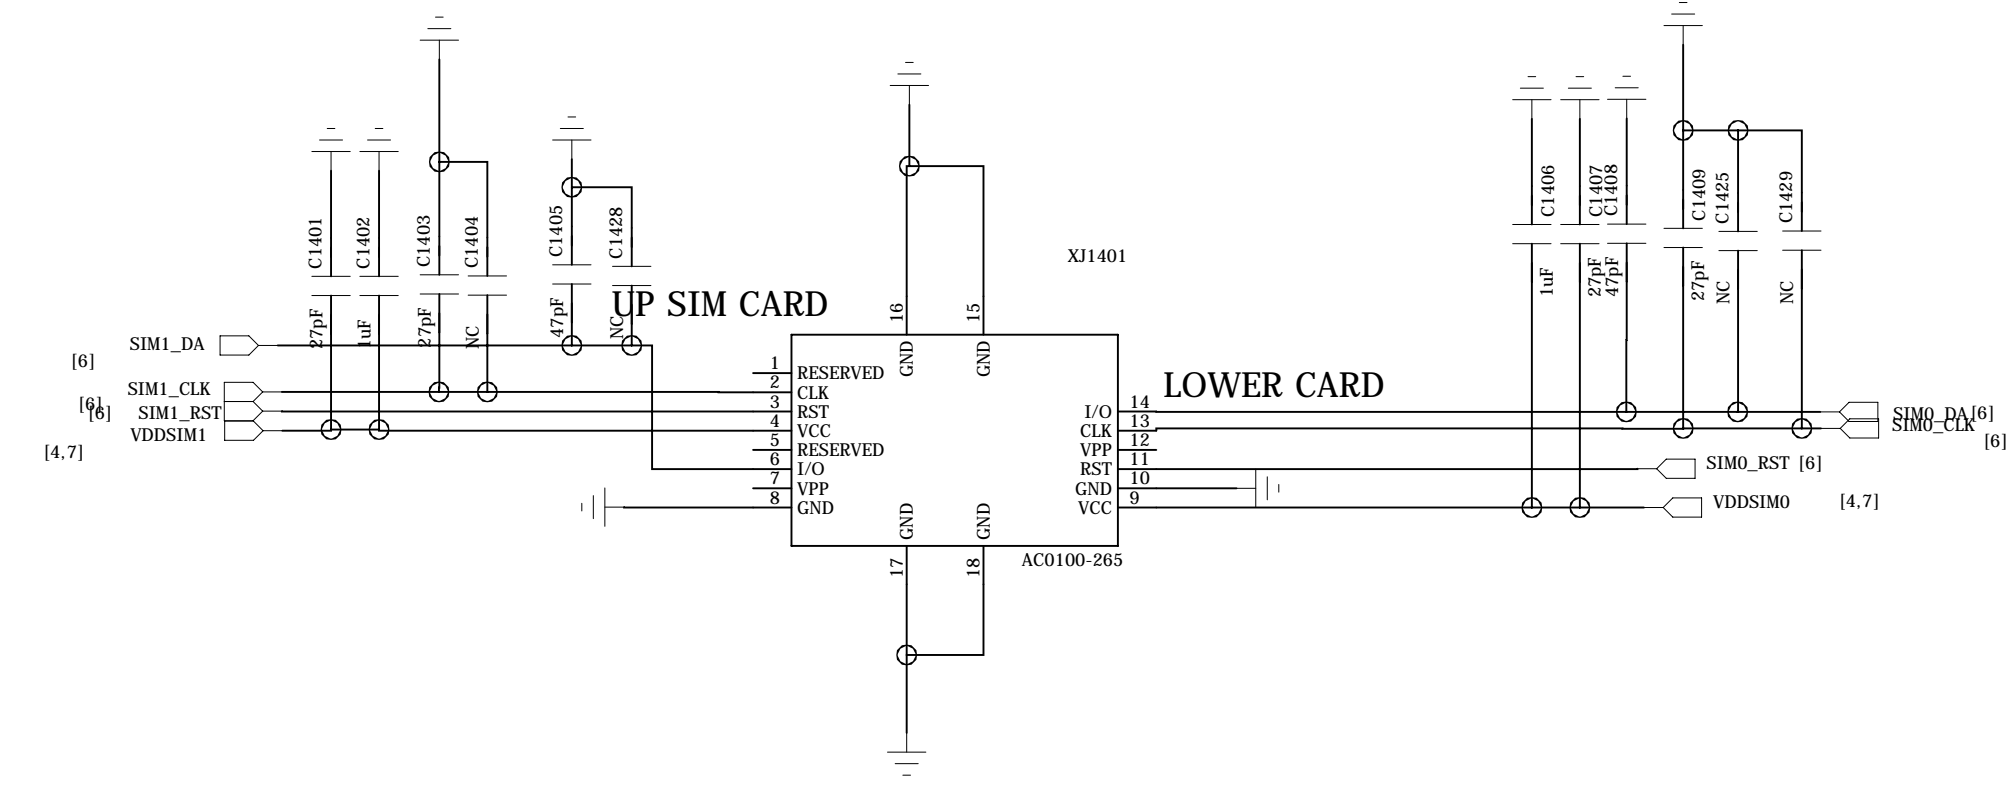 C1401
27pF
C1402
1uF
C1403
27pF
C1404
NC
C1405
47pF
C1428
NC
UP SIM CARD
SIM1_DA
[6]
SIM1_CLK
[6]
SIM1_RST
[6]
VDDSIM1
[4,7]
XJ1401
16
15
GND
GND
1 RESERVED
2 CLK
3 RST
4 VCC
5 RESERVED
6 I/O
7 VPP
8 GND
I/O 14
CLK 13
VPP 12
RST 11
GND 10
VCC 9
GND
GND
17
18
AC0100-265
LOWER CARD
C1406
1uF
C1407
27pF
C1408
47pF
C1409
27pF
C1425
NC
C1429
NC
SIM0_DA[6]
SIM0_CLK
[6]
SIM0_RST [6]
VDDSIM0
[4,7]